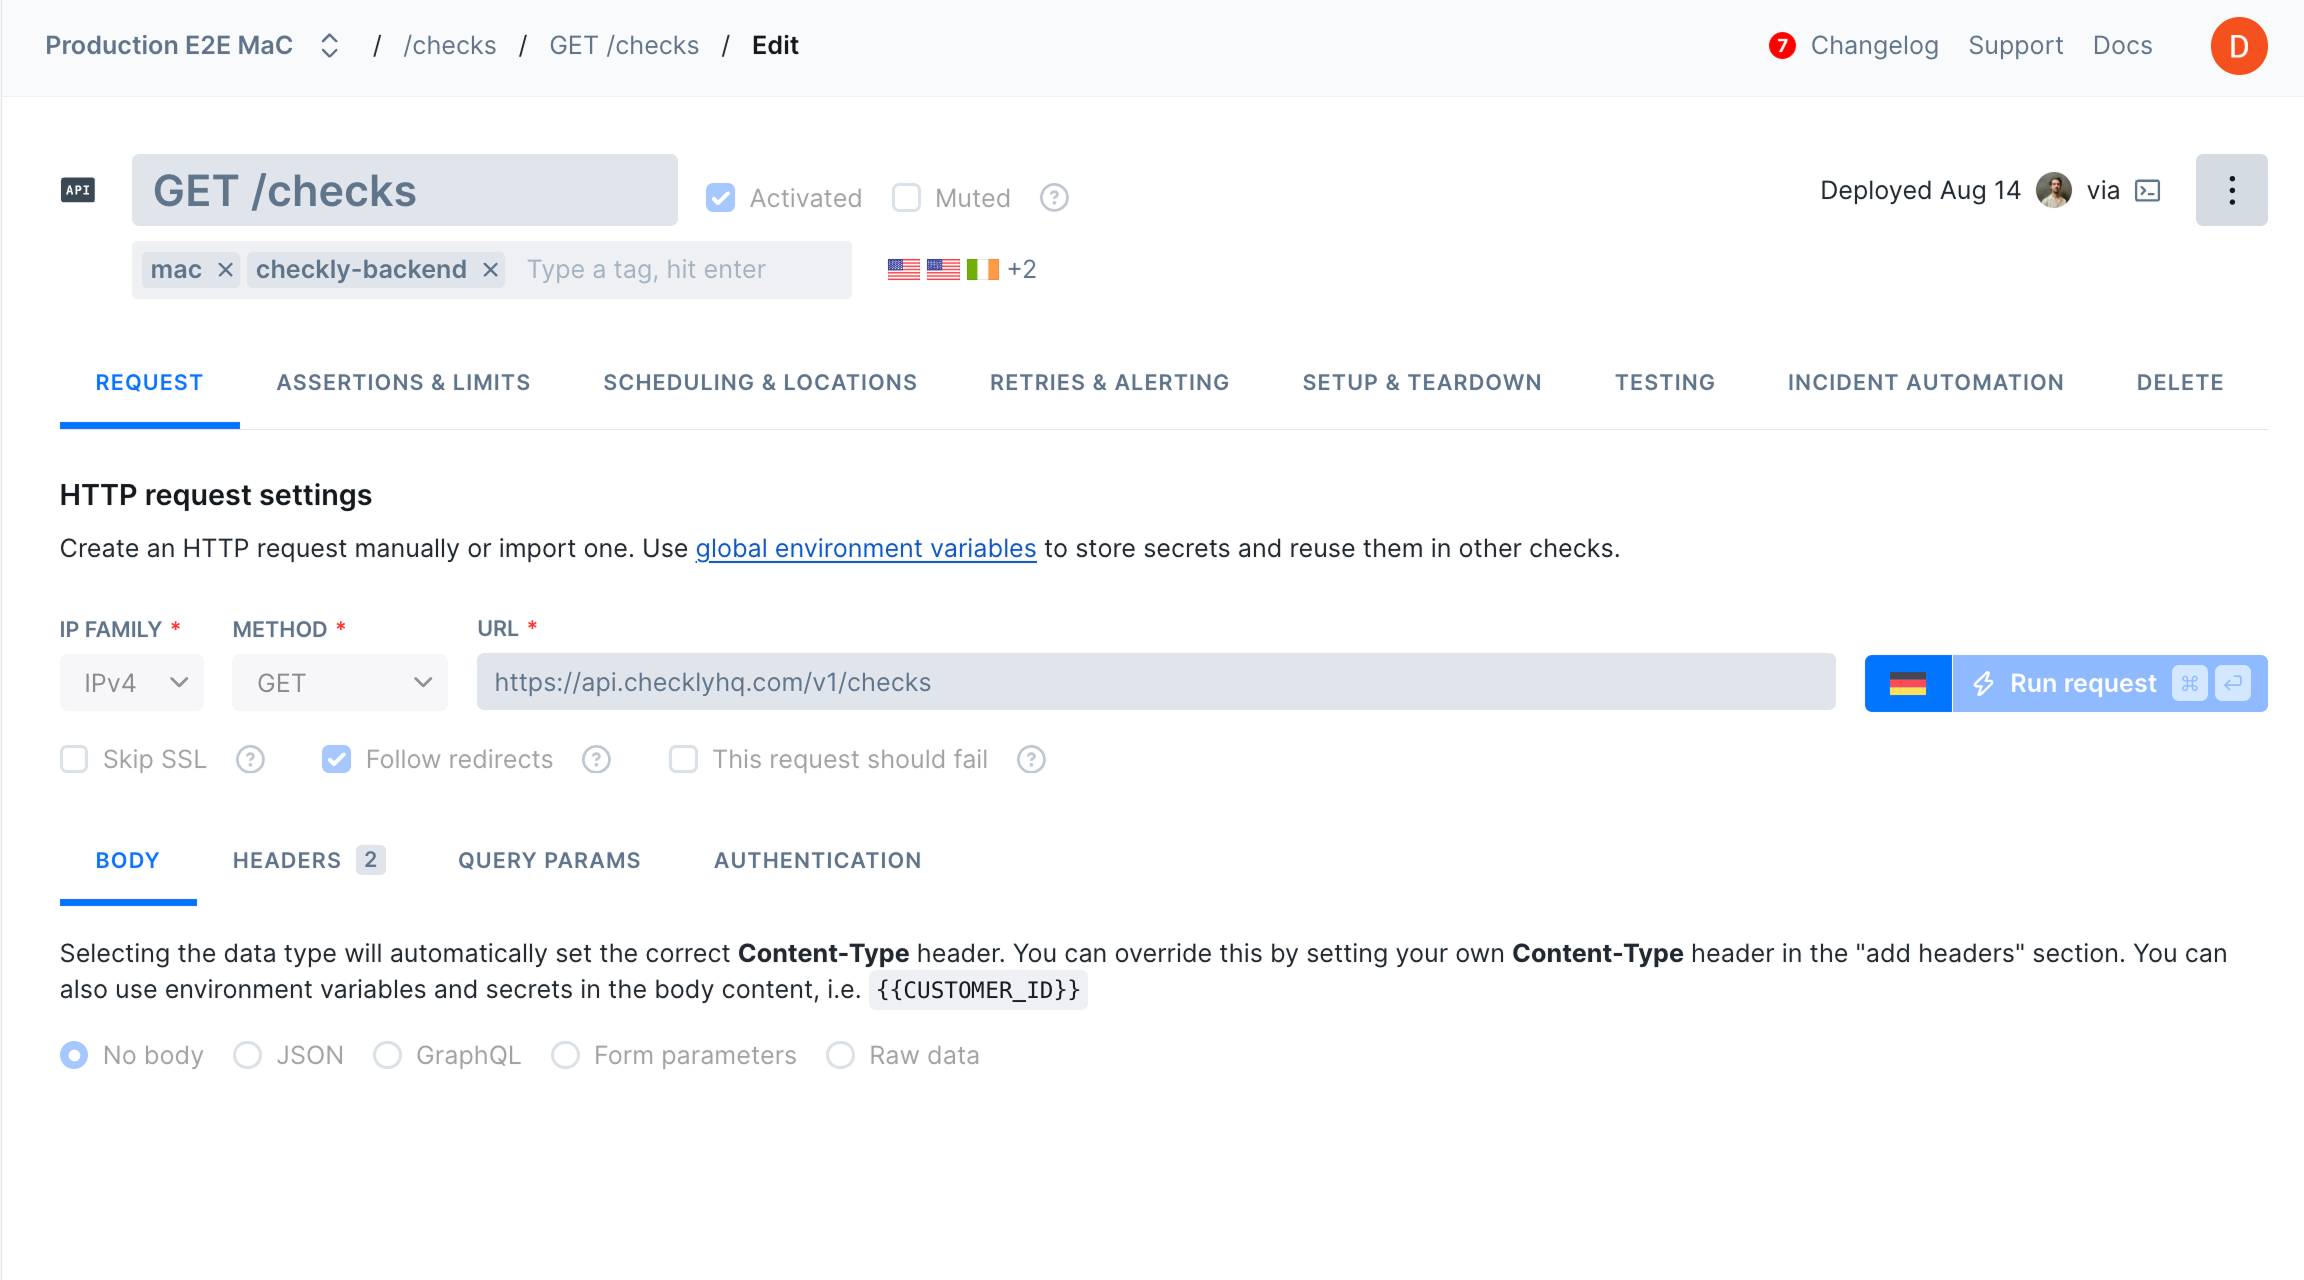 Production E2E MaC / /checks / GET /checks / Edit 7 Changelog Support Docs D
API GET /checks Activated Muted ? Deployed Aug 14 via
mac × checkly-backend × Type a tag, hit enter +2
REQUEST ASSERTIONS & LIMITS SCHEDULING & LOCATIONS RETRIES & ALERTING SETUP & TEARDOWN TESTING INCIDENT AUTOMATION DELETE
HTTP request settings
Create an HTTP request manually or import one. Use global environment variables to store secrets and reuse them in other checks.
IP FAMILY * METHOD * URL *
IPv4 GET https://api.checklyhq.com/v1/checks Run request ⌘ ↵
Skip SSL ? Follow redirects ? This request should fail ?
BODY HEADERS 2 QUERY PARAMS AUTHENTICATION
Selecting the data type will automatically set the correct Content-Type header. You can override this by setting your own Content-Type header in the "add headers" section. You can
also use environment variables and secrets in the body content, i.e. {{CUSTOMER_ID}}
No body JSON GraphQL Form parameters Raw data